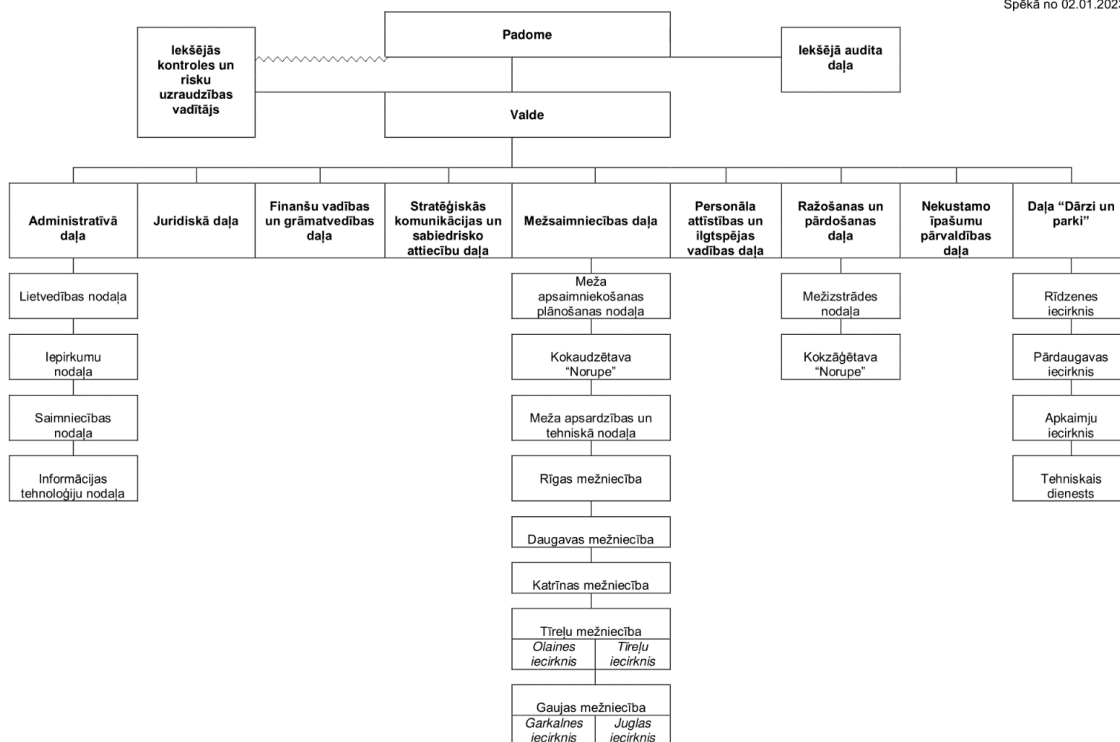 Spēkā no 02.01.2023
Padome
Iekšējās
kontroles un
risku
uzraudzības
vadītājs
Iekšējā audita
daļa
Valde
Administratīvā
daļa
Juridiskā daļa
Finanšu vadības
un grāmatvedības
daļa
Stratēģiskās
komunikācijas un
sabiedrisko
attiecību daļa
Mežsaimniecības daļa
Personāla
attīstības un
ilgtspējas
vadības daļa
Ražošanas un
pārdošanas
daļa
Nekustamo
īpašumu
pārvaldības
daļa
Daļa “Dārzi un
parki”
Lietvedības nodaļa
Iepirkumu
nodaļa
Saimniecības
nodaļa
Informācijas
tehnoloģiju nodaļa
Meža
apsaimniekošanas
plānošanas nodaļa
Kokaudzētava
“Norupe”
Meža apsardzības un
tehniskā nodaļa
Rīgas mežniecība
Daugavas mežniecība
Katrīnas mežniecība
Tīreļu mežniecība
Olaines
iecirknis
Tīreļu
iecirknis
Gaujas mežniecība
Garkalnes
iecirknis
Juglas
iecirknis
Mežizstrādes
nodaļa
Kokzāģētava
“Norupe”
Rīdzenes
iecirknis
Pārdaugavas
iecirknis
Apkaimju
iecirknis
Tehniskais
dienests